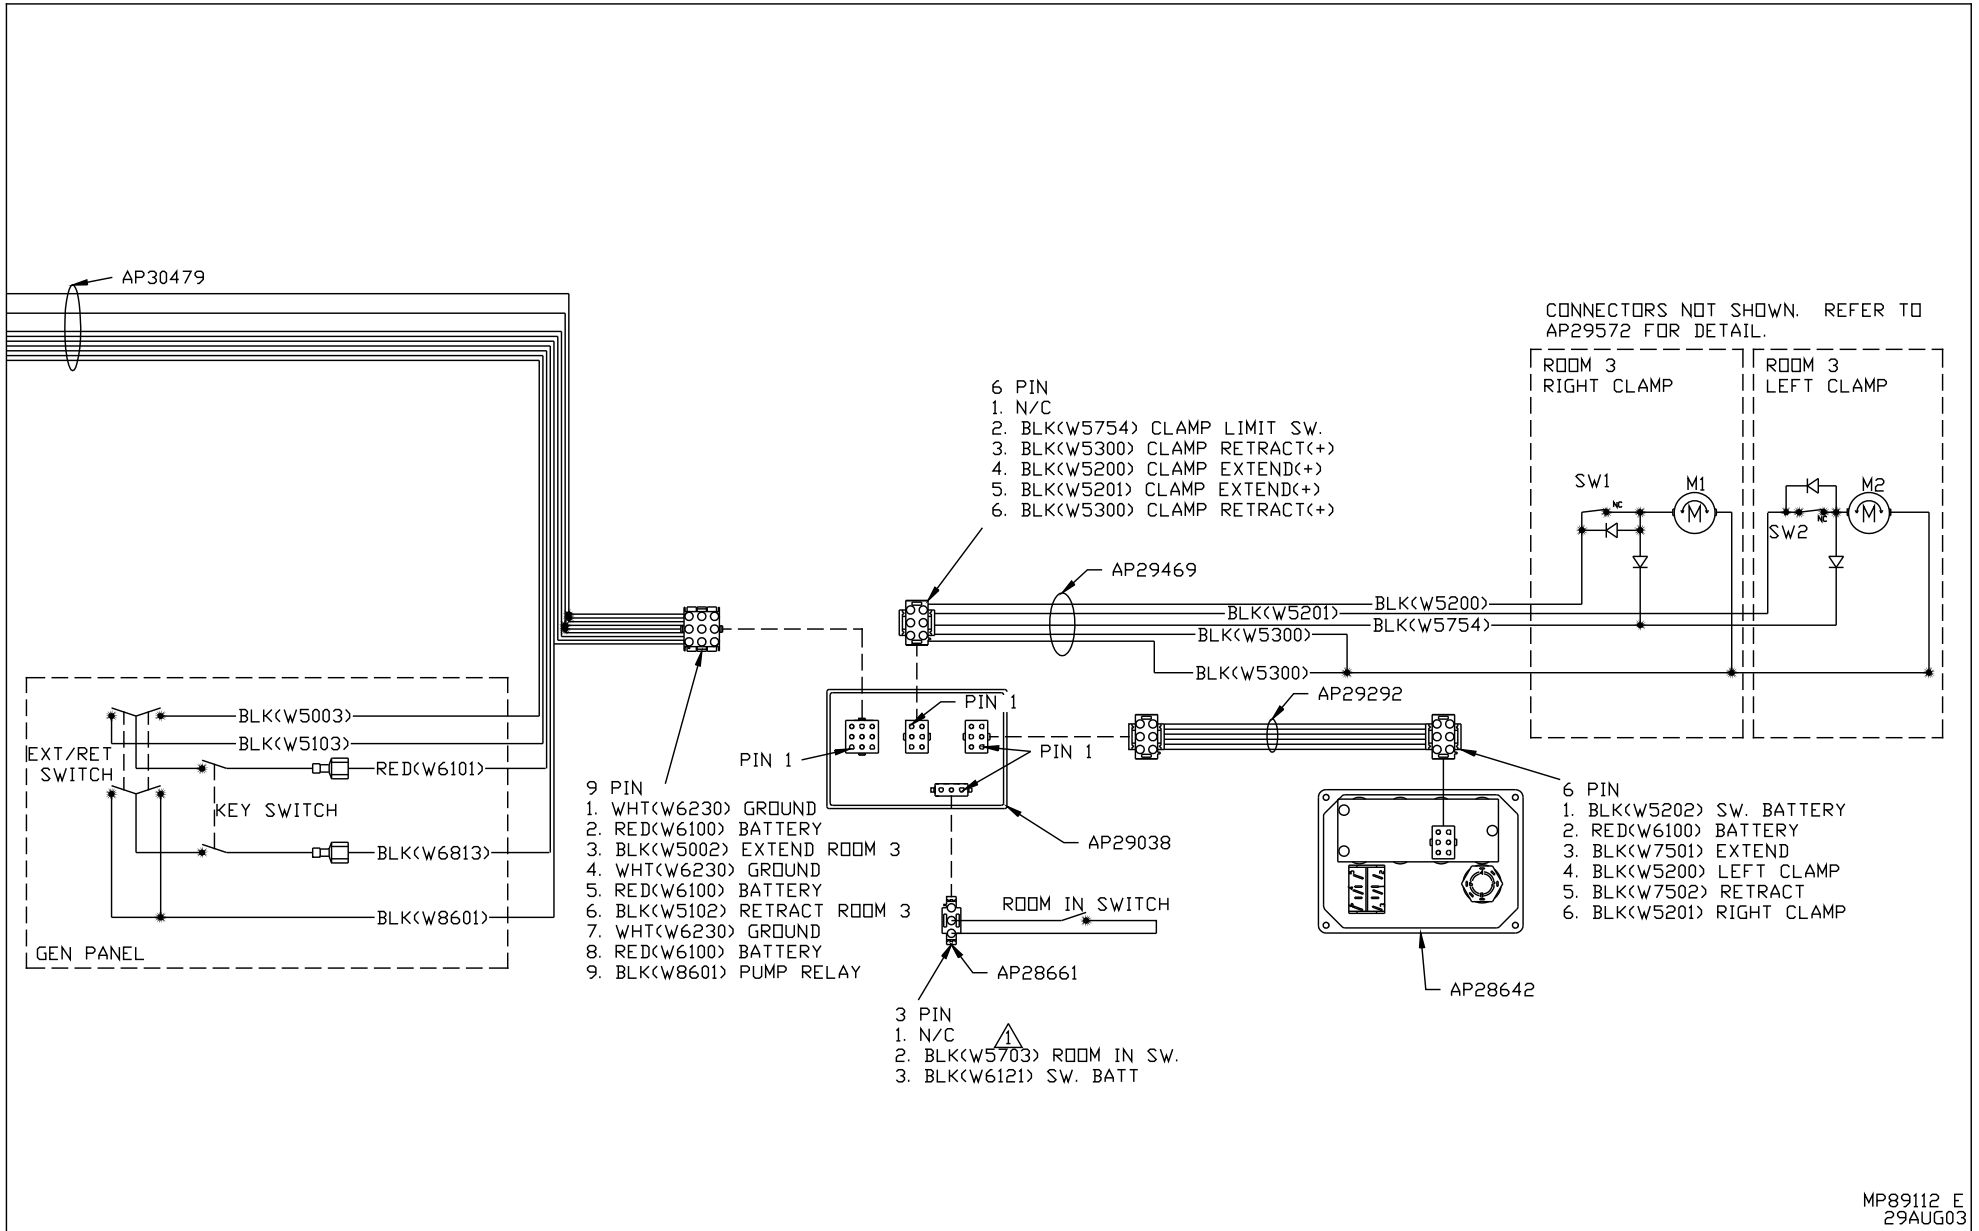 AP30479
CONNECTORS NOT SHOWN. REFER TO
AP29572 FOR DETAIL.
ROOM 3
RIGHT CLAMP
ROOM 3
LEFT CLAMP
6 PIN
1. N/C
2. BLK(W5754) CLAMP LIMIT SW.
3. BLK(W5300) CLAMP RETRACT(+)
4. BLK(W5200) CLAMP EXTEND(+)
5. BLK(W5201) CLAMP EXTEND(+)
6. BLK(W5300) CLAMP RETRACT(+)
SW1
NC
M1
M
M2
M
SW2
NC
AP29469
BLK(W5200)
BLK(W5201)
BLK(W5754)
BLK(W5300)
BLK(W5300)
AP29292
PIN 1
PIN 1
PIN 1
BLK(W5003)
BLK(W5103)
EXT/RET
SWITCH
RED(W6101)
KEY SWITCH
BLK(W6813)
BLK(W8601)
GEN PANEL
9 PIN
1. WHT(W6230) GROUND
2. RED(W6100) BATTERY
3. BLK(W5002) EXTEND ROOM 3
4. WHT(W6230) GROUND
5. RED(W6100) BATTERY
6. BLK(W5102) RETRACT ROOM 3
7. WHT(W6230) GROUND
8. RED(W6100) BATTERY
9. BLK(W8601) PUMP RELAY
AP29038
ROOM IN SWITCH
AP28661
3 PIN
1. N/C
1
2. BLK(W5703) ROOM IN SW.
3. BLK(W6121) SW. BATT
6 PIN
1. BLK(W5202) SW. BATTERY
2. RED(W6100) BATTERY
3. BLK(W7501) EXTEND
4. BLK(W5200) LEFT CLAMP
5. BLK(W7502) RETRACT
6. BLK(W5201) RIGHT CLAMP
AP28642
MP89112 E
29AUG03